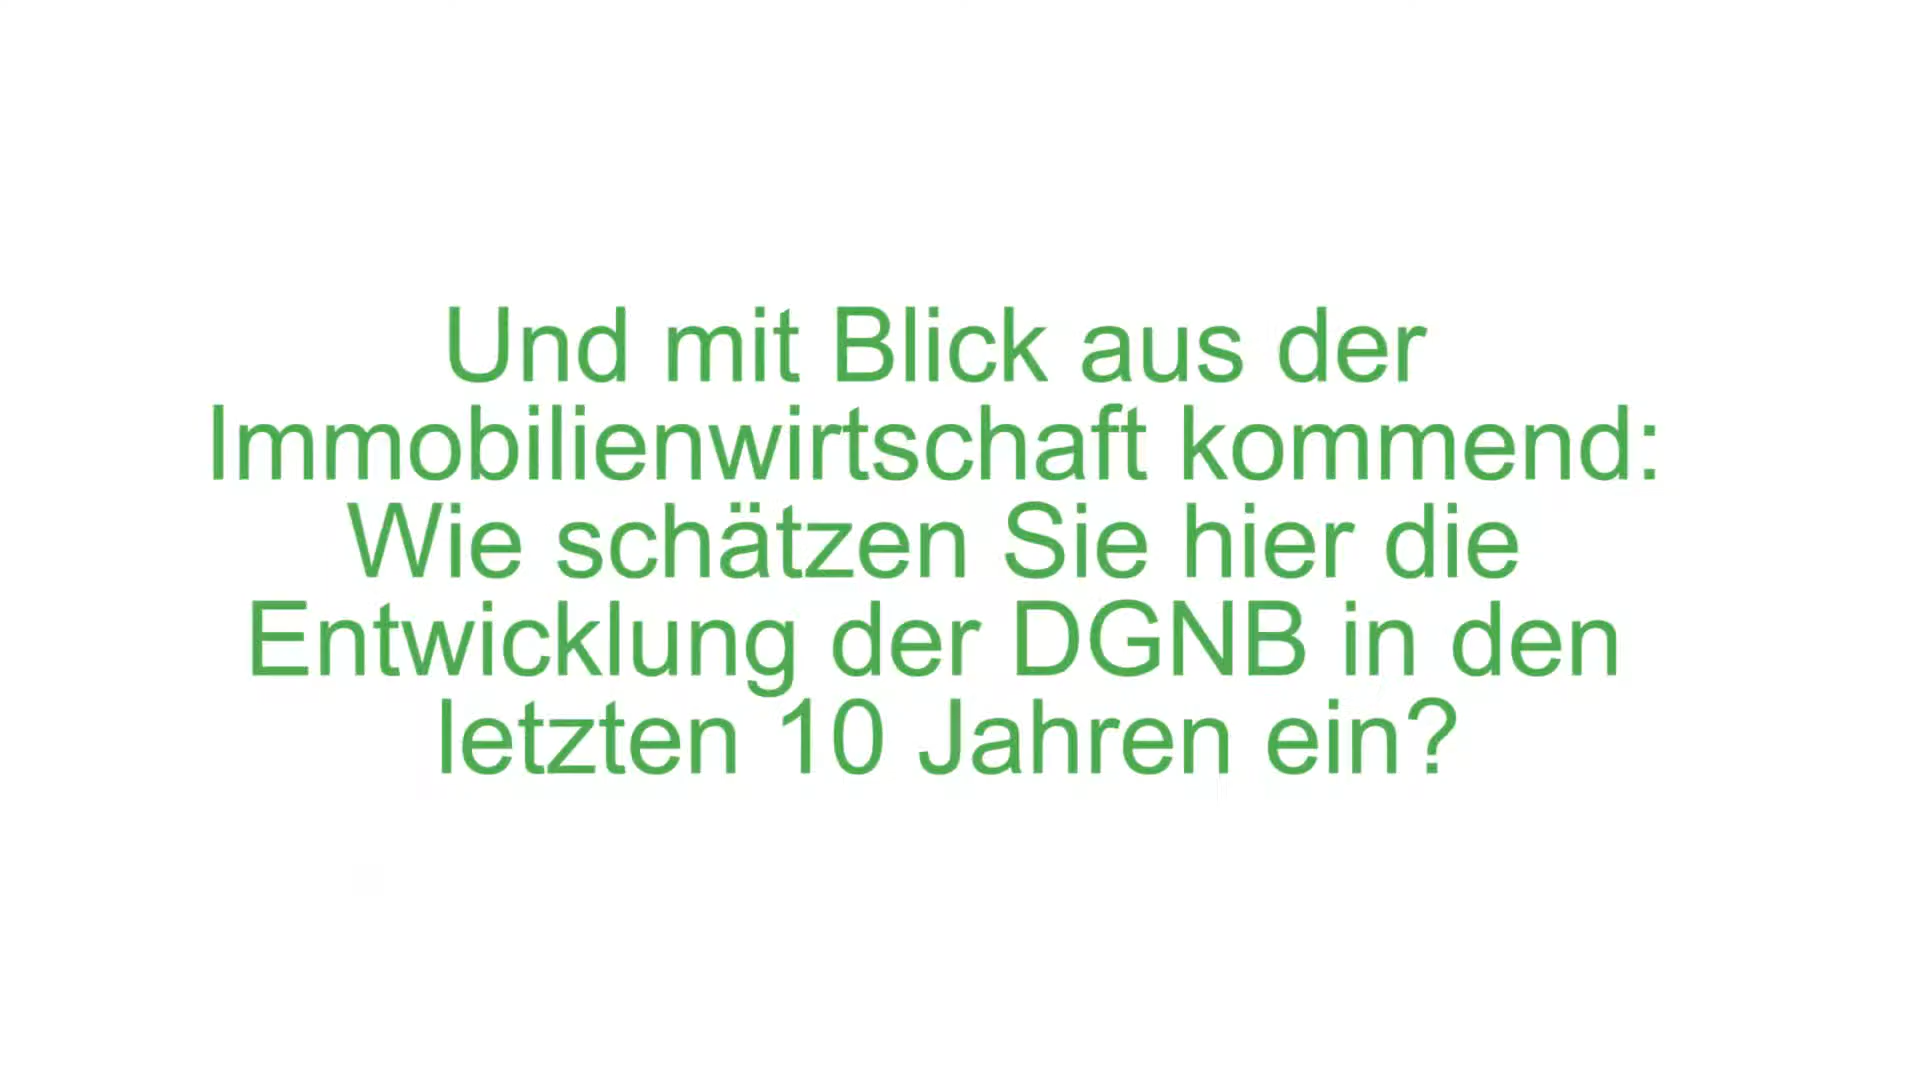 Und mit Blick aus der
Immobilienwirtschaft kommend:
Wie schätzen Sie hier die
Entwicklung der DGNB in den
letzten 10 Jahren ein?